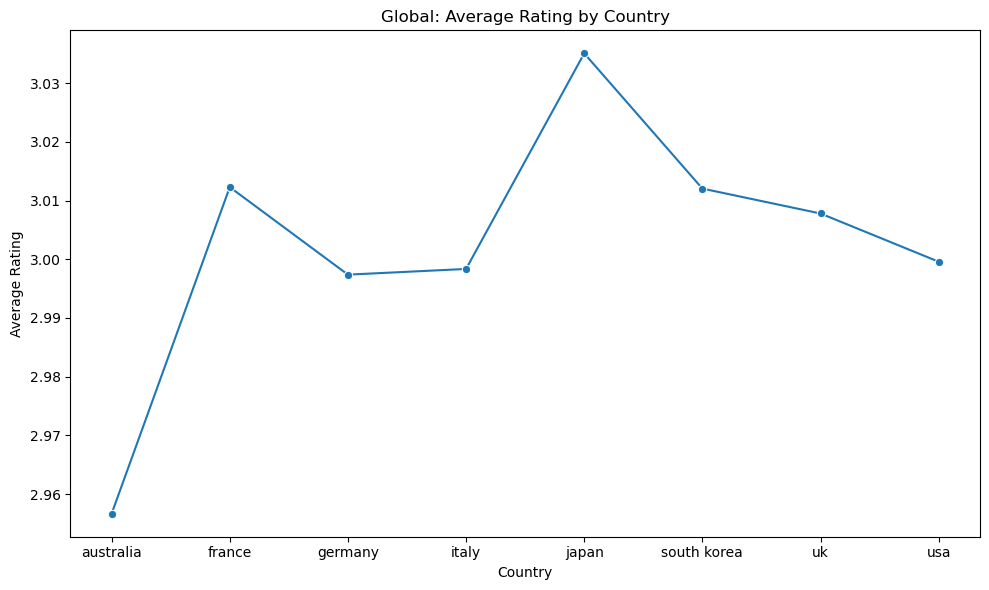 Global: Average Rating by Country
Average Rating
3.03
3.02
3.01
3.00
2.99
2.98
2.97
2.96
australia france germany italy japan south korea uk usa
Country